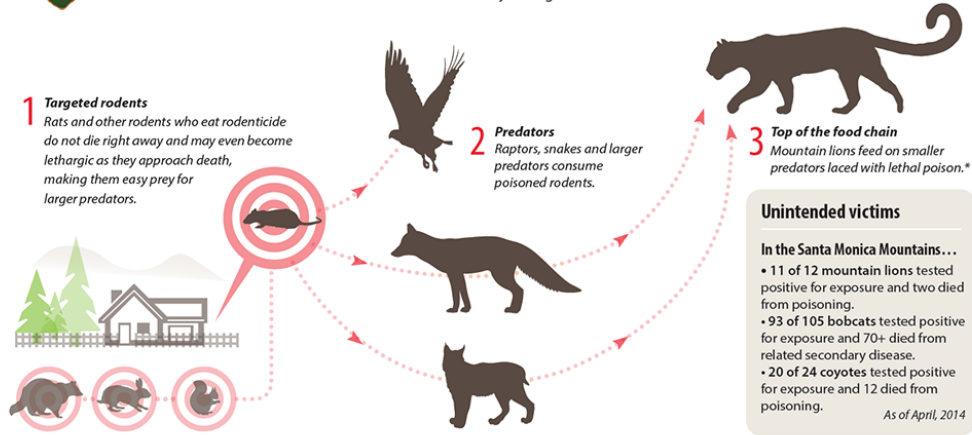 1 Targeted rodents
Rats and other rodents who eat rodenticide
do not die right away and may even become
lethargic as they approach death,
making them easy prey for
larger predators.
2 Predators
Raptors, snakes and larger
predators consume
poisoned rodents.
3 Top of the food chain
Mountain lions feed on smaller
predators laced with lethal poison.*
Unintended victims
In the Santa Monica Mountains…
• 11 of 12 mountain lions tested
positive for exposure and two died
from poisoning.
• 93 of 105 bobcats tested positive
for exposure and 70+ died from
related secondary disease.
• 20 of 24 coyotes tested positive
for exposure and 12 died from
poisoning.
As of April, 2014